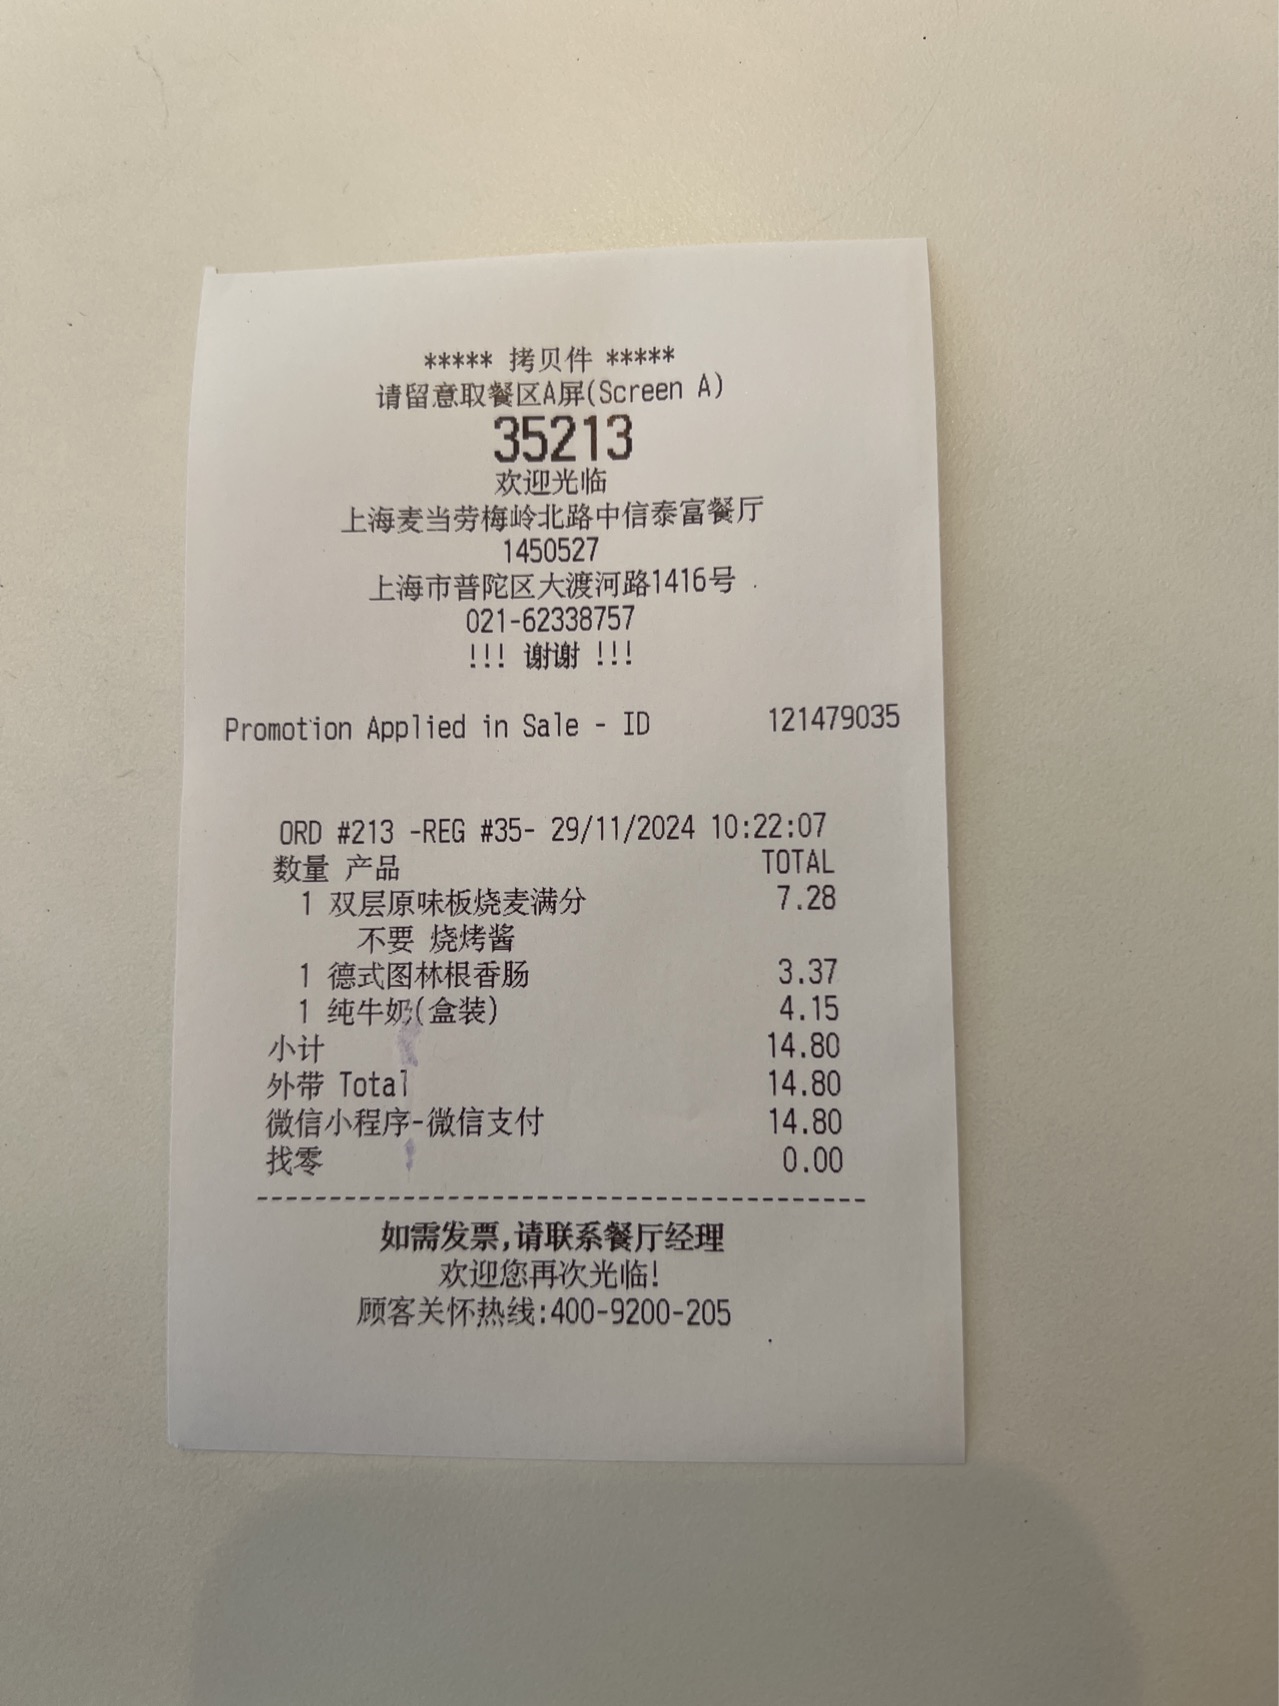 ***** 拷贝件 *****
请留意取餐区A屏(Screen A)
35213
欢迎光临
上海麦当劳梅岭北路中信泰富餐厅
1450527
上海市普陀区大渡河路1416号
021-62338757
!!! 谢谢 !!!
Promotion Applied in Sale - ID 121479035
ORD #213 -REG #35- 29/11/2024 10:22:07
数量 产品 TOTAL
1 双层原味板烧麦满分 7.28
不要 烧烤酱
1 德式图林根香肠 3.37
1 纯牛奶(盒装) 4.15
小计 14.80
外带 Total 14.80
微信小程序-微信支付 14.80
找零 0.00
--------------------------------------------
如需发票,请联系餐厅经理
欢迎您再次光临!
顾客关怀热线:400-9200-205